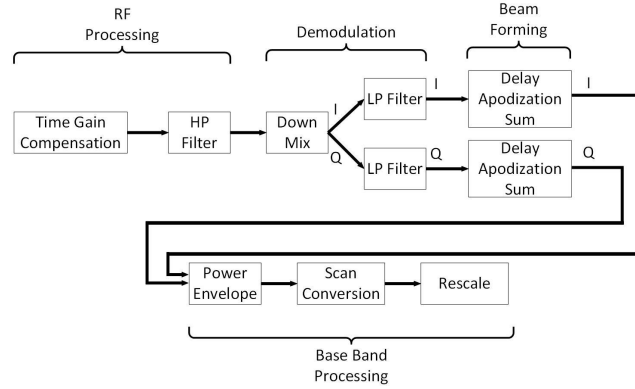 RF
Processing
Demodulation
Beam
Forming
Time Gain
Compensation
HP
Filter
Down
Mix
I
Q
LP Filter
I
LP Filter
Q
Delay
Apodization
Sum
I
Delay
Apodization
Sum
Q
Power
Envelope
Scan
Conversion
Rescale
Base Band
Processing